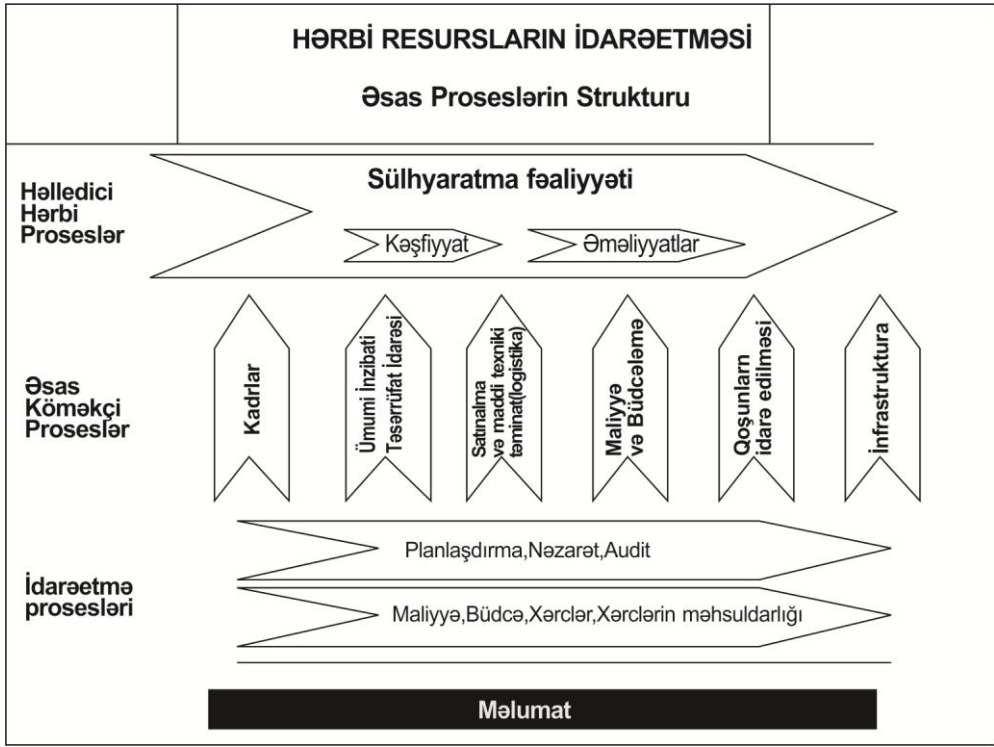 HƏRBİ RESURSLARIN İDARƏETMƏSİ
Əsas Proseslərin Strukturu
Həlledici
Hərbi
Proseslər
Sülhyaratma fəaliyyəti
Kəşfiyyat
Əməliyyatlar
Əsas
Köməkçi
Proseslər
Kadrlar
Ümumi İnzibati
Təsərrüfat İdarəsi
Satınalma
və maddi texniki
təminat(logistika)
Maliyyə
və Büdcələmə
Qoşunların
idarə edilməsi
İnfrastruktura
İdarəetmə
prosesləri
Planlaşdırma,Nəzarət,Audit
Maliyyə,Büdcə,Xərclər,Xərclərin məhsuldarlığı
Məlumat